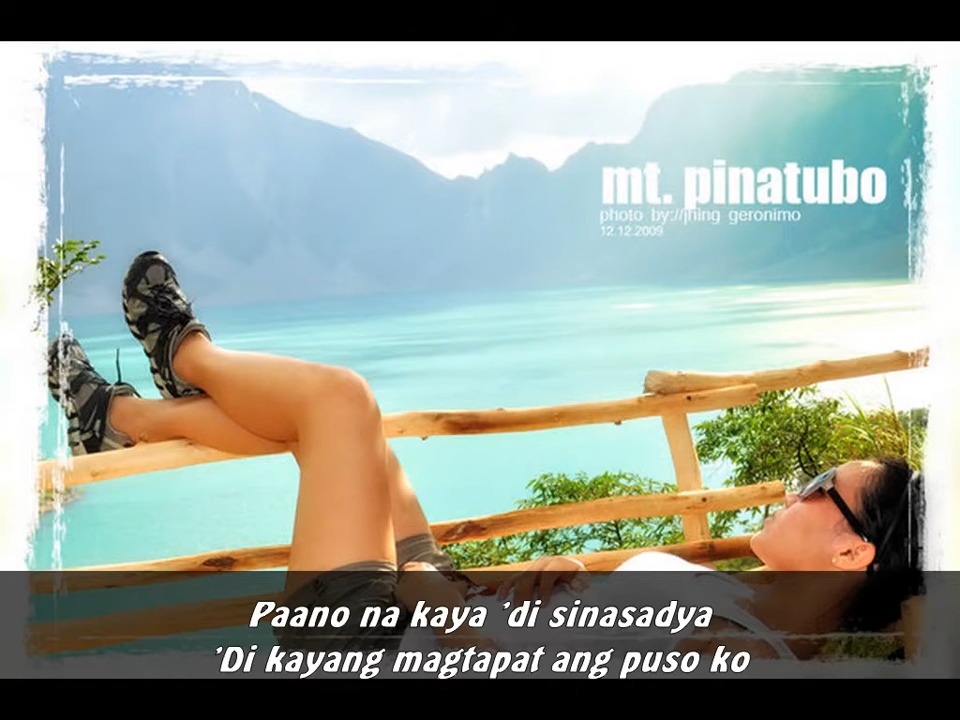 mt. pinatubo
photo by://jhing geronimo
12.12.2009
Paano na kaya 'di sinasadya
'Di kayang magtapat ang puso ko